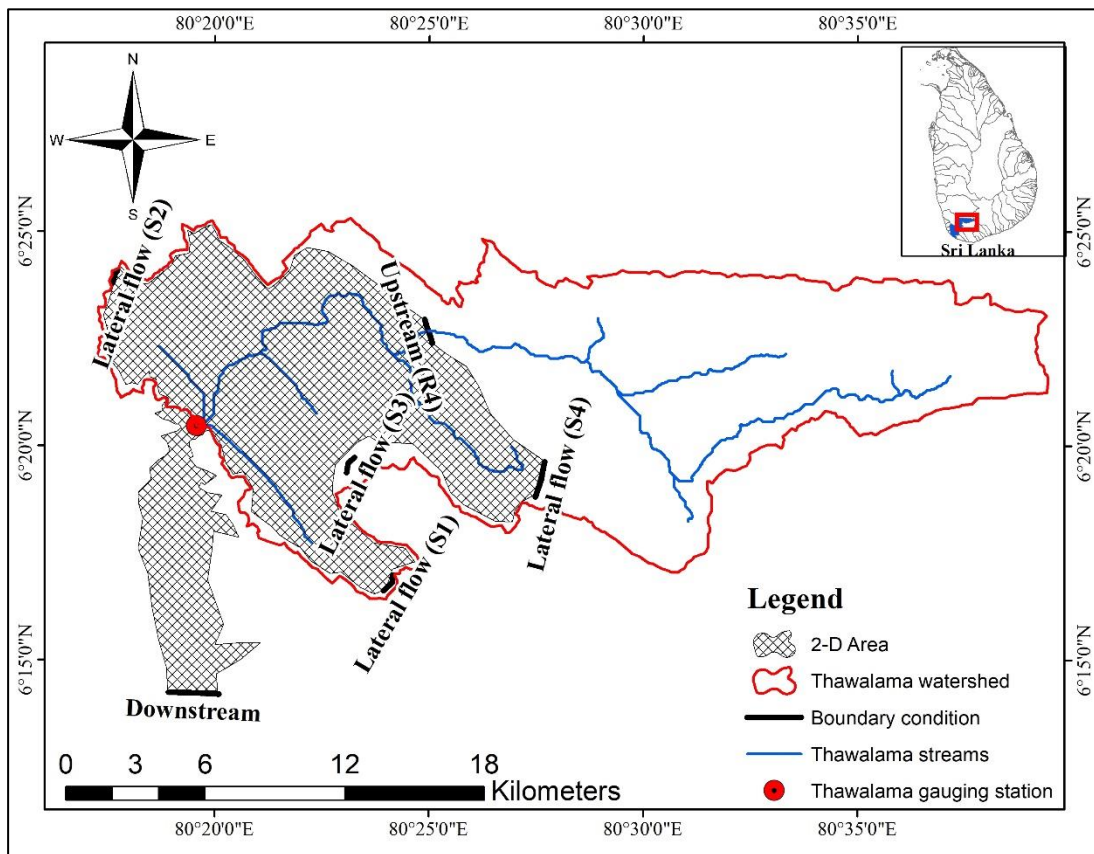 80°20'0"E 80°25'0"E 80°30'0"E 80°35'0"E
N
W E
S
Sri Lanka
6°25'0"N 6°25'0"N
6°20'0"N 6°20'0"N
6°15'0"N 6°15'0"N
Lateral flow (S2)
Upstream (R4)
Lateral flow (S3)
Lateral flow (S4)
Lateral flow (S1)
Downstream
Legend
2-D Area
Thawalama watershed
Boundary condition
Thawalama streams
Thawalama gauging station
0 3 6 12 18
Kilometers
80°20'0"E 80°25'0"E 80°30'0"E 80°35'0"E